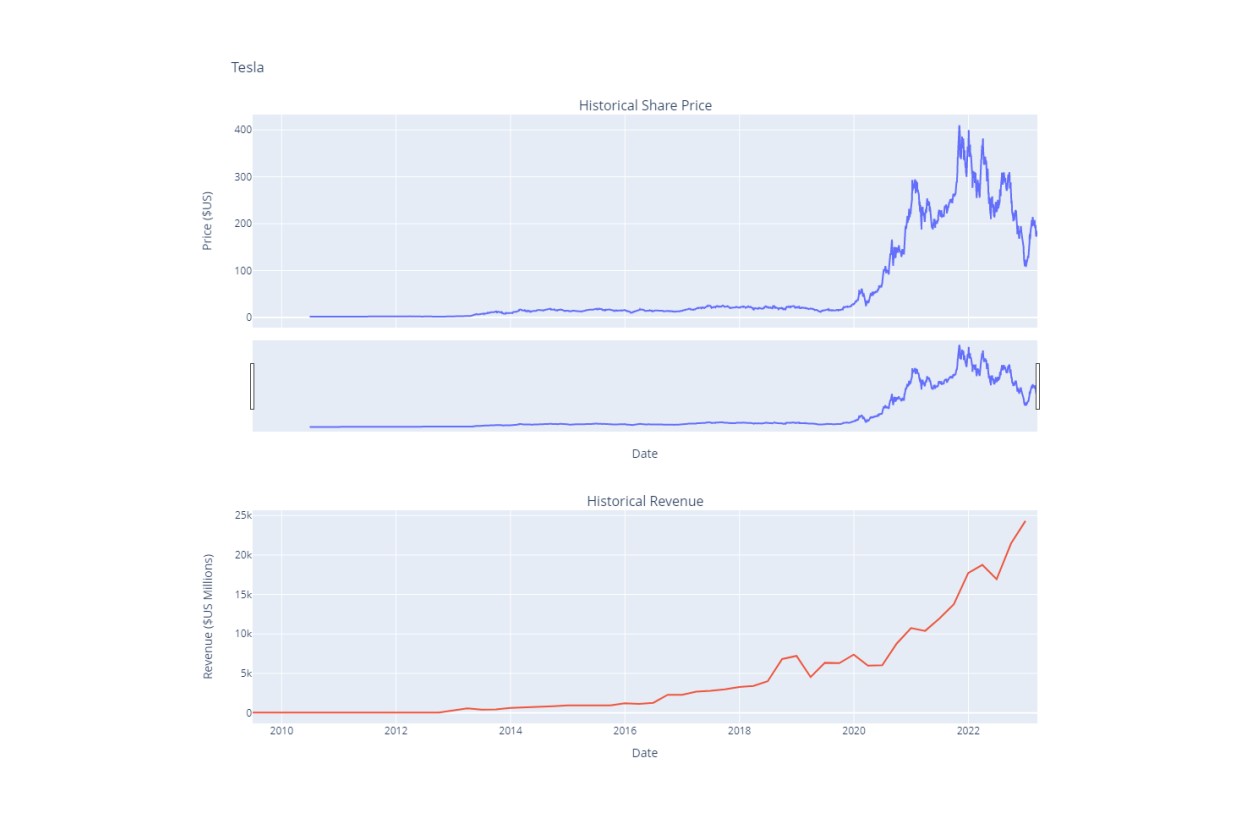 Tesla
Historical Share Price
400
300
200
100
0
Price ($US)
Date
Historical Revenue
25k
20k
15k
10k
5k
0
Revenue ($US Millions)
2010 2012 2014 2016 2018 2020 2022
Date